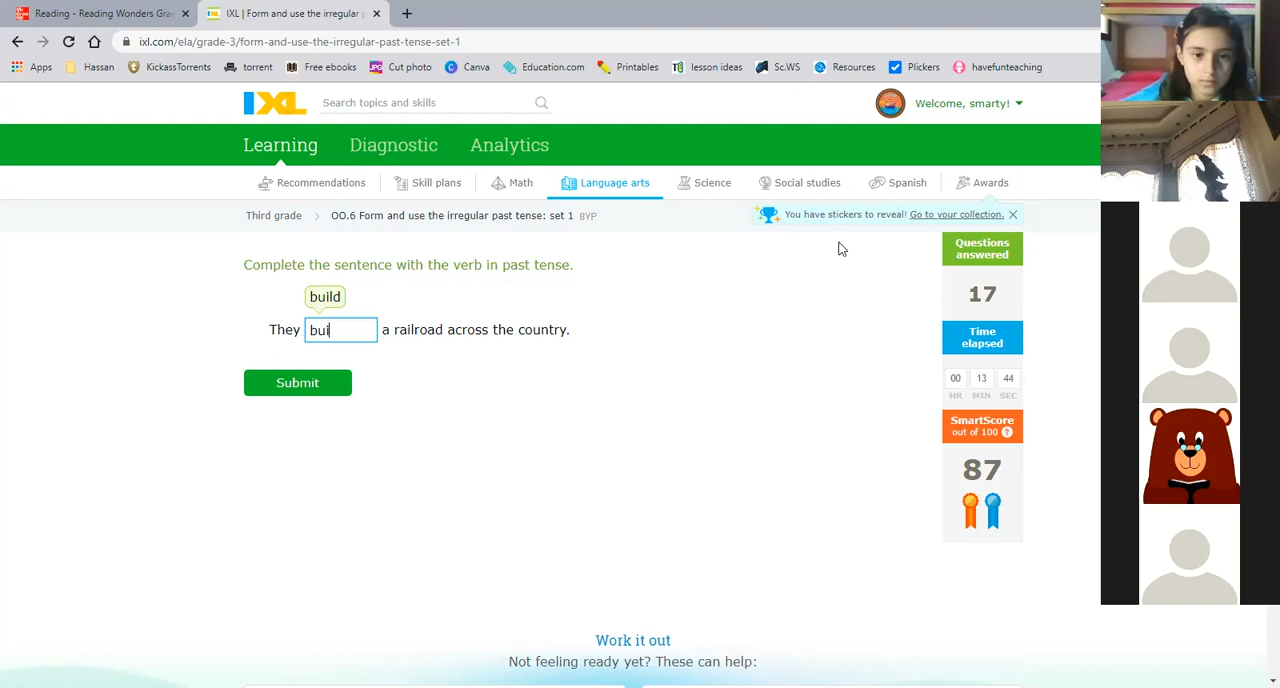 Reading - Reading Wonders Gra
IXL | Form and use the irregular p
ixl.com/ela/grade-3/form-and-use-the-irregular-past-tense-set-1
Apps Hassan KickassTorrents torrent Free ebooks Cut photo Canva Education.com Printables lesson ideas Sc.WS Resources Plickers havefunteaching
IXL Search topics and skills Welcome, smarty!
Learning Diagnostic Analytics
Recommendations Skill plans Math Language arts Science Social studies Spanish Awards
Third grade OO.6 Form and use the irregular past tense: set 1 8YP You have stickers to reveal! Go to your collection.
Complete the sentence with the verb in past tense.
build
They bui a railroad across the country.
Submit
Questions
answered
17
Time
elapsed
00 13 44
HR MIN SEC
SmartScore
out of 100 ?
87
Work it out
Not feeling ready yet? These can help: